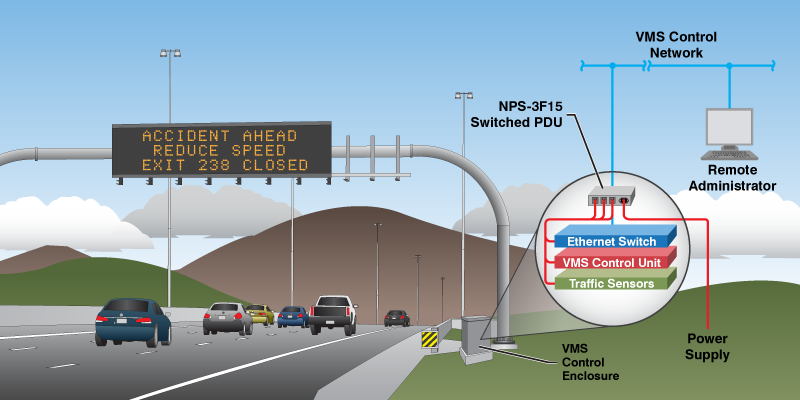 ACCIDENT AHEAD
REDUCE SPEED
EXIT 238 CLOSED
VMS Control
Network
NPS-3F15
Switched PDU
Remote
Administrator
Ethernet Switch
VMS Control Unit
Traffic Sensors
Power
Supply
VMS
Control
Enclosure